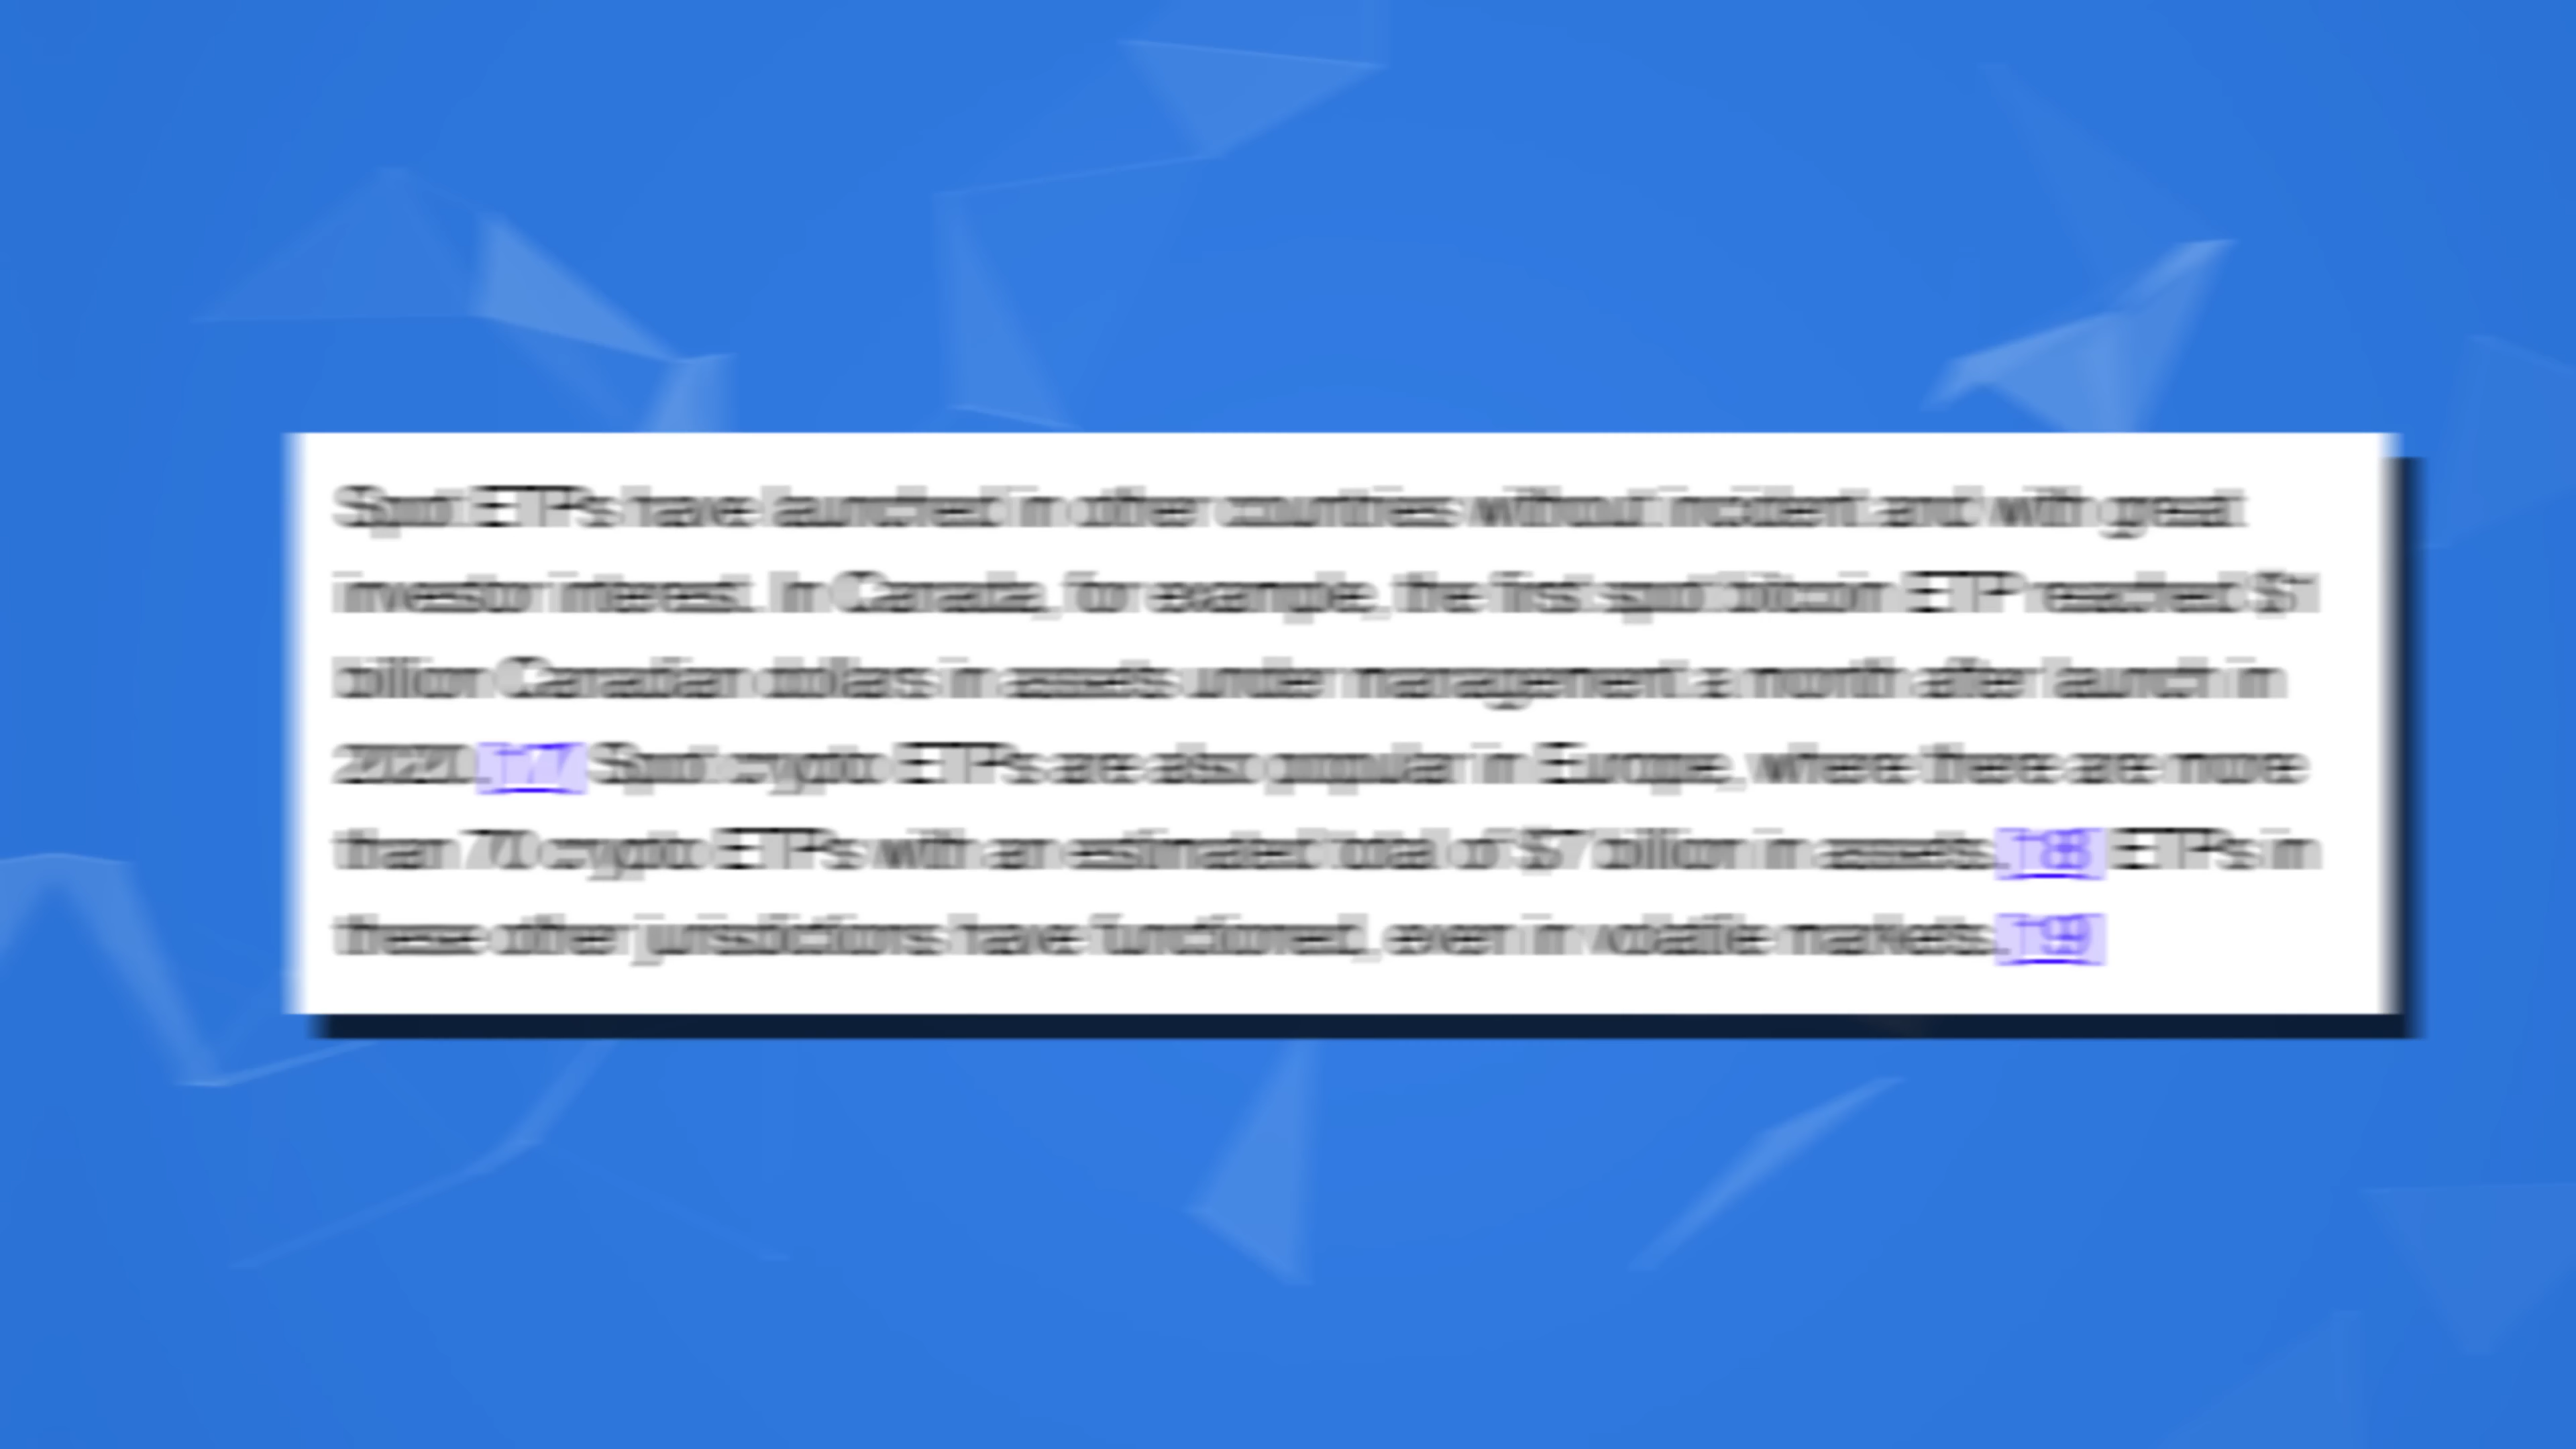 Spot ETPs have launched in other countries without incident and with great
investor interest. In Canada, for example, the first spot bitcoin ETP reached $1
billion Canadian dollars in assets under management a month after launch in
Spot crypto ETPs are also popular in Europe, where there are more
than 70 crypto ETPs with an estimated total of $7 billion in assets. ETPs in
these other jurisdictions have functioned, even in volatile markets.